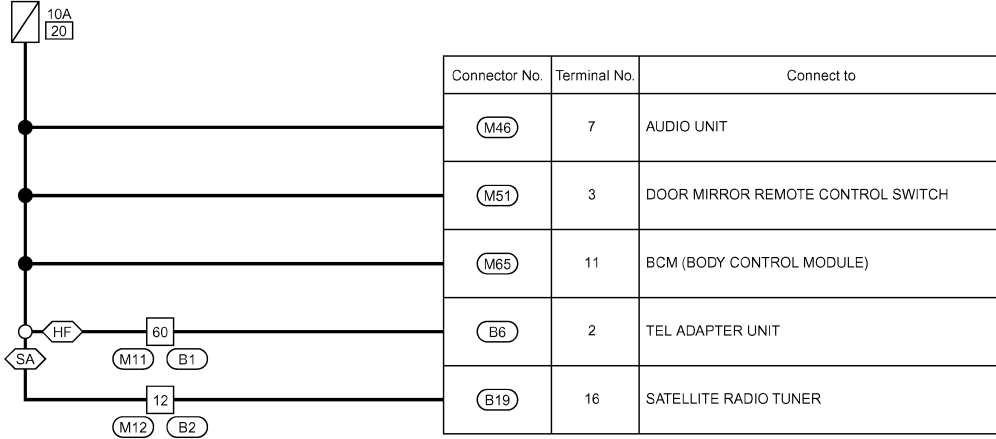 10A
20
Connector No. Terminal No. Connect to
M46 7 AUDIO UNIT
M51 3 DOOR MIRROR REMOTE CONTROL SWITCH
M65 11 BCM (BODY CONTROL MODULE)
HF 60 B6 2 TEL ADAPTER UNIT
SA M11 B1
12 B19 16 SATELLITE RADIO TUNER
M12 B2